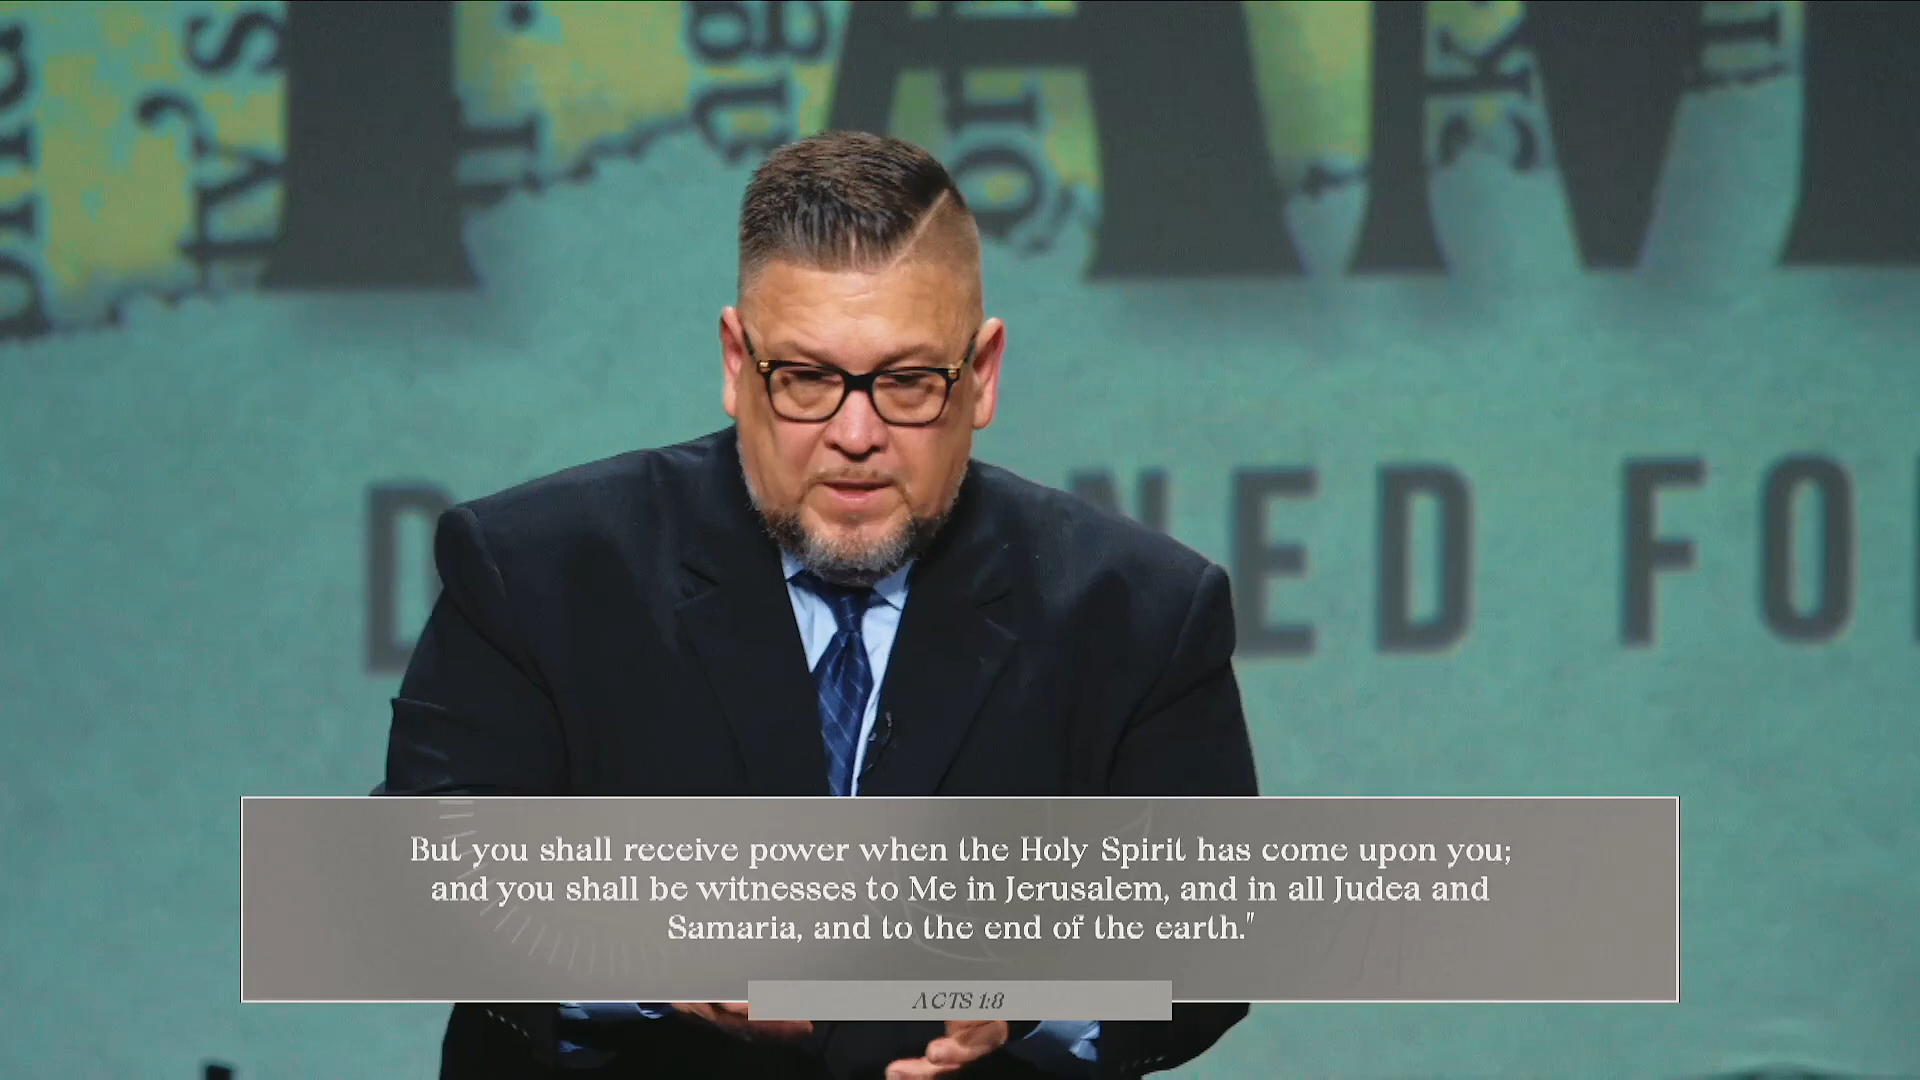 AM
NED FO
But you shall receive power when the Holy Spirit has come upon you;
and you shall be witnesses to Me in Jerusalem, and in all Judea and
Samaria, and to the end of the earth."
ACTS 1:8